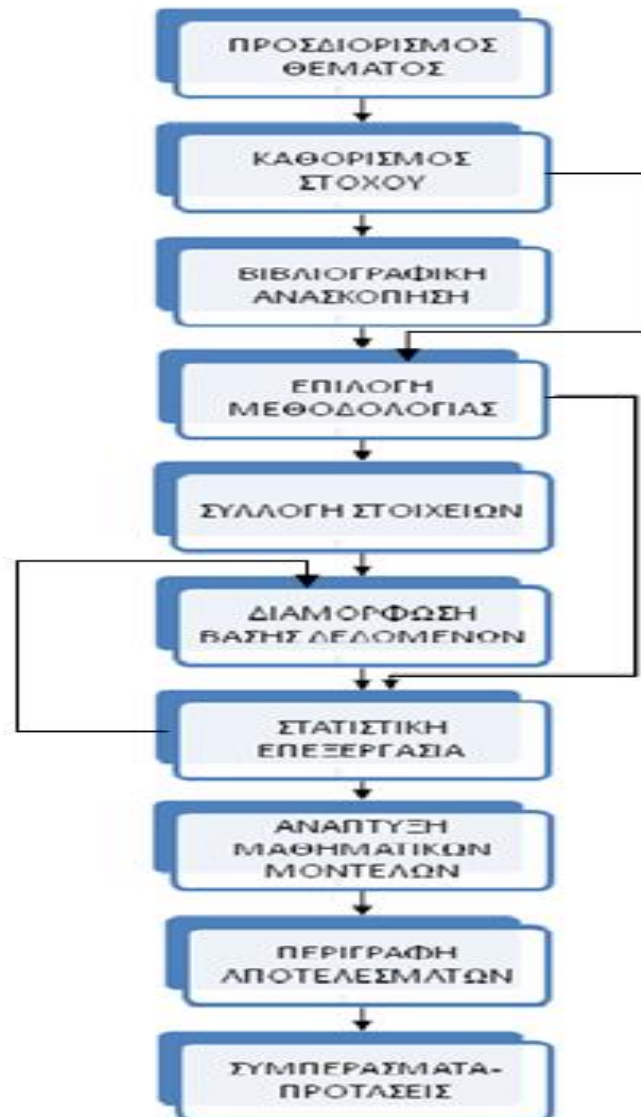 ΠΡΟΣΔΙΟΡΙΣΜΟΣ
ΘΕΜΑΤΟΣ
ΚΑΘΟΡΙΣΜΟΣ
ΣΤΟΧΟΥ
ΒΙΒΛΙΟΓΡΑΦΙΚΗ
ΑΝΑΣΚΟΠΗΣΗ
ΕΠΙΛΟΓΗ
ΜΕΘΟΔΟΛΟΓΙΑΣ
ΣΥΛΛΟΓΗ ΣΤΟΙΧΕΙΩΝ
ΔΙΑΜΟΡΦΩΣΗ
ΒΑΣΗΣ ΔΕΔΟΜΕΝΩΝ
ΣΤΑΤΙΣΤΙΚΗ
ΕΠΕΞΕΡΓΑΣΙΑ
ΑΝΑΠΤΥΞΗ
ΜΑΘΗΜΑΤΙΚΩΝ
ΜΟΝΤΕΛΩΝ
ΠΕΡΙΓΡΑΦΗ
ΑΠΟΤΕΛΕΣΜΑΤΩΝ
ΣΥΜΠΕΡΑΣΜΑΤΑ-
ΠΡΟΤΑΣΕΙΣ